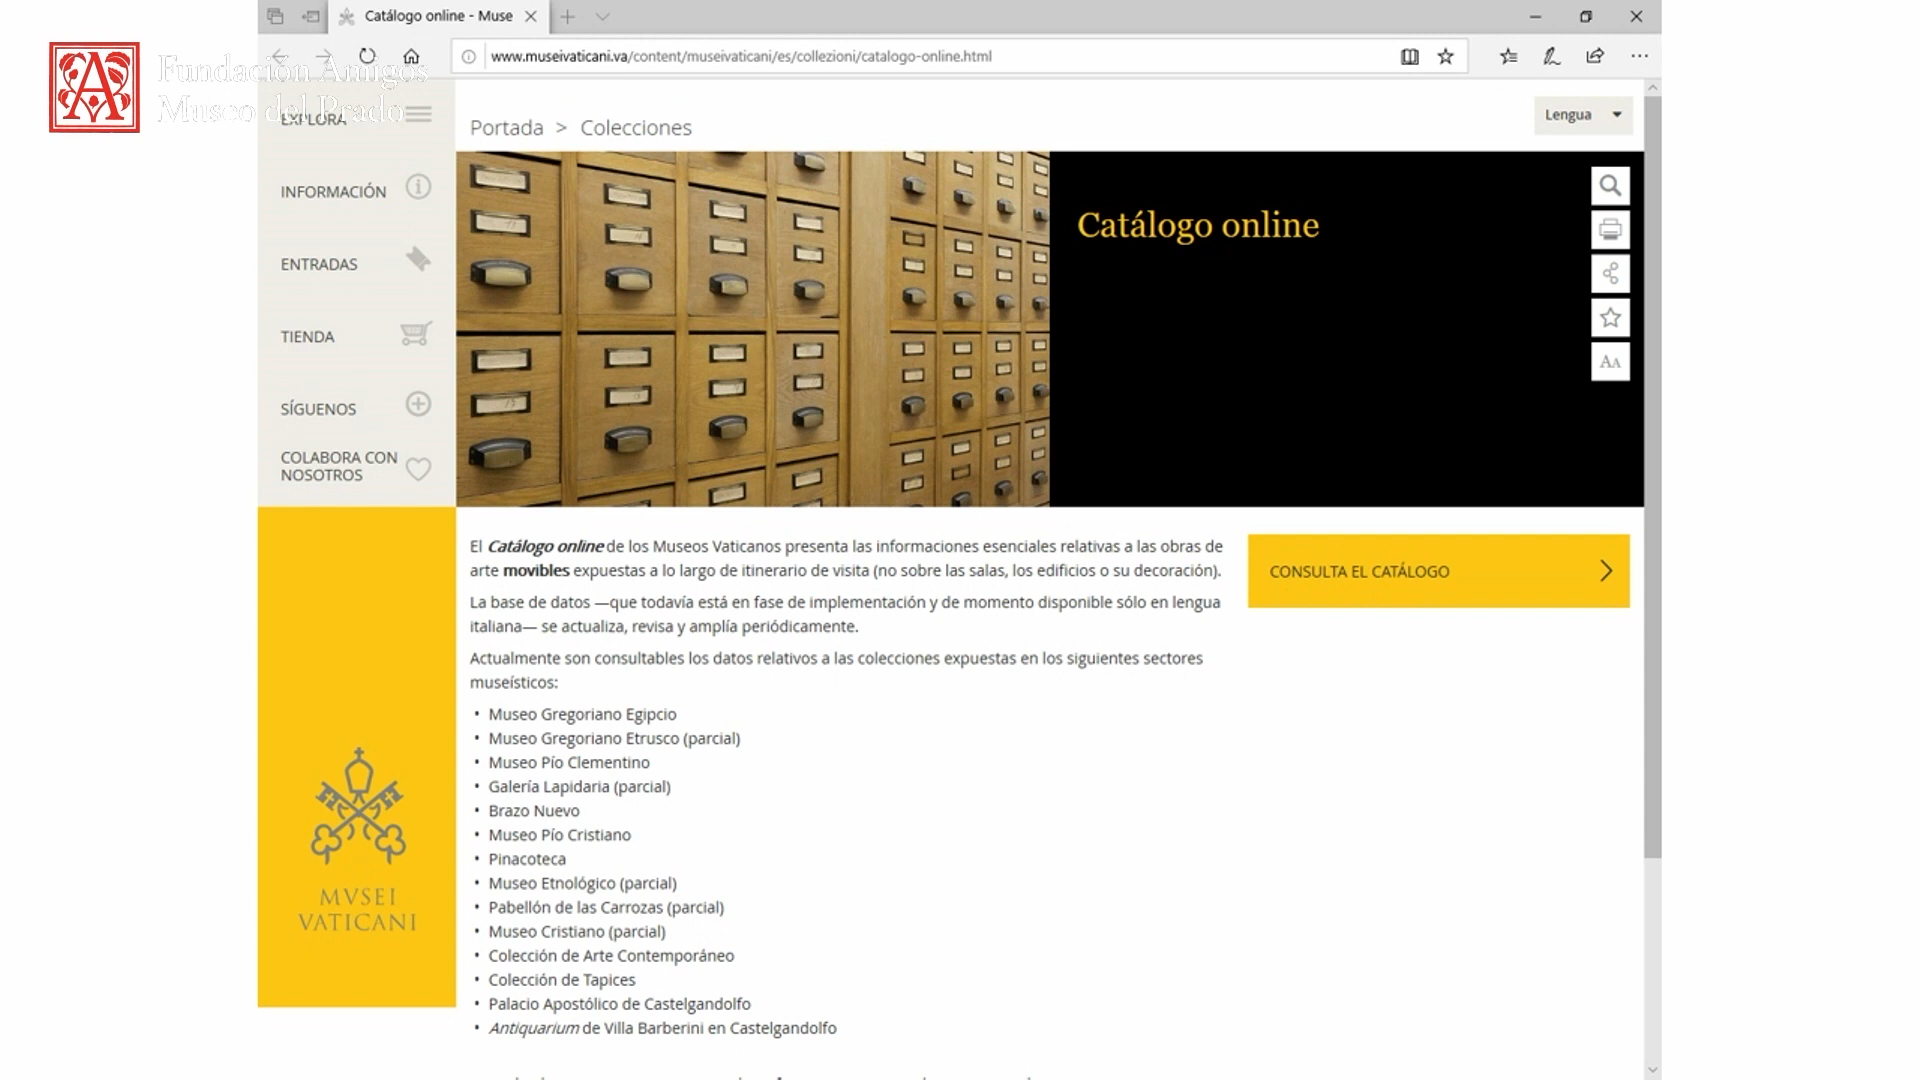 Catálogo online - Muse
www.museivaticani.va/content/museivaticani/es/collezioni/catalogo-online.html
Fundación Amigos
Museo del Prado
EXPLORA
INFORMACIÓN
ENTRADAS
TIENDA
SÍGUENOS
COLABORA CON
NOSOTROS
MVSEI
VATICANI
Portada > Colecciones
Lengua
Catálogo online
AA
El Catálogo online de los Museos Vaticanos presenta las informaciones esenciales relativas a las obras de
arte movibles expuestas a lo largo de itinerario de visita (no sobre las salas, los edificios o su decoración).
La base de datos —que todavía está en fase de implementación y de momento disponible sólo en lengua
italiana— se actualiza, revisa y amplía periódicamente.
Actualmente son consultables los datos relativos a las colecciones expuestas en los siguientes sectores
museísticos:
• Museo Gregoriano Egipcio
• Museo Gregoriano Etrusco (parcial)
• Museo Pío Clementino
• Galería Lapidaria (parcial)
• Brazo Nuevo
• Museo Pío Cristiano
• Pinacoteca
• Museo Etnológico (parcial)
• Pabellón de las Carrozas (parcial)
• Museo Cristiano (parcial)
• Colección de Arte Contemporáneo
• Colección de Tapices
• Palacio Apostólico de Castelgandolfo
• Antiquarium de Villa Barberini en Castelgandolfo
CONSULTA EL CATÁLOGO